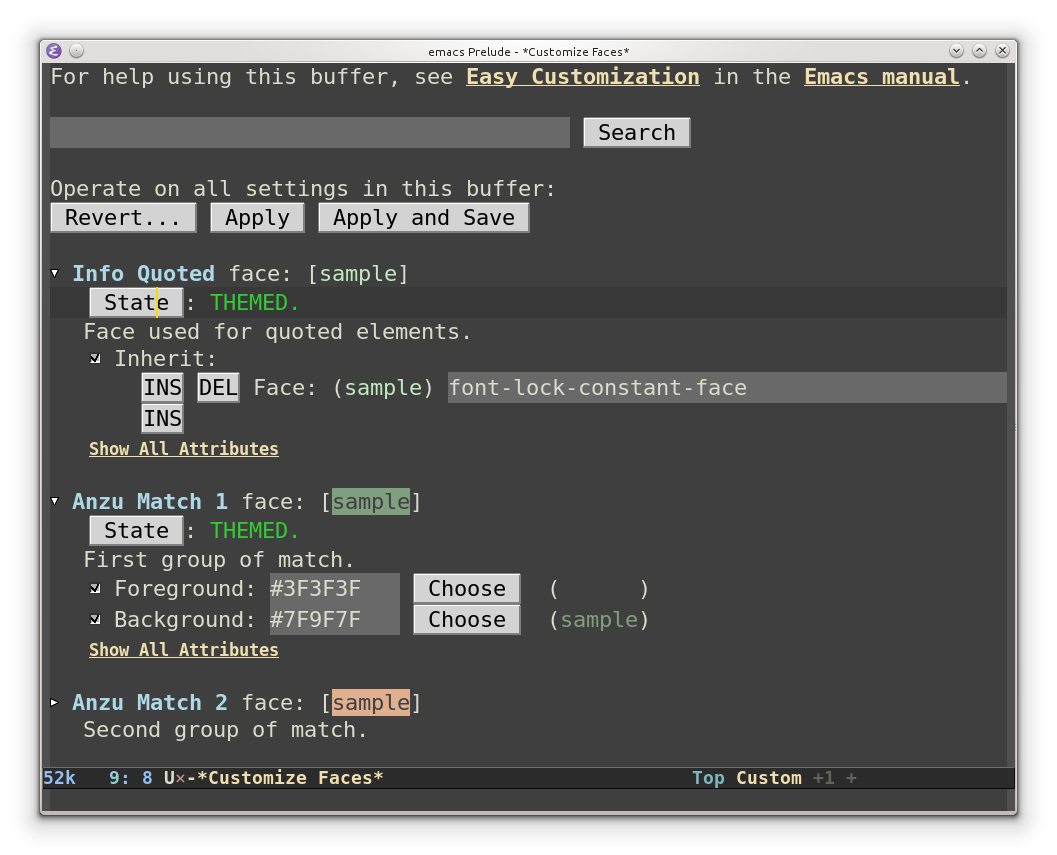 emacs Prelude - *Customize Faces*
For help using this buffer, see Easy Customization in the Emacs manual.
Search
Operate on all settings in this buffer:
Revert... Apply Apply and Save
Info Quoted face: [sample]
State : THEMED.
Face used for quoted elements.
Inherit:
INS DEL Face: (sample) font-lock-constant-face
INS
Show All Attributes
Anzu Match 1 face: [sample]
State : THEMED.
First group of match.
Foreground: #3F3F3F Choose ( )
Background: #7F9F7F Choose (sample)
Show All Attributes
Anzu Match 2 face: [sample]
Second group of match.
52k 9: 8 U×-*Customize Faces* Top Custom +1 +